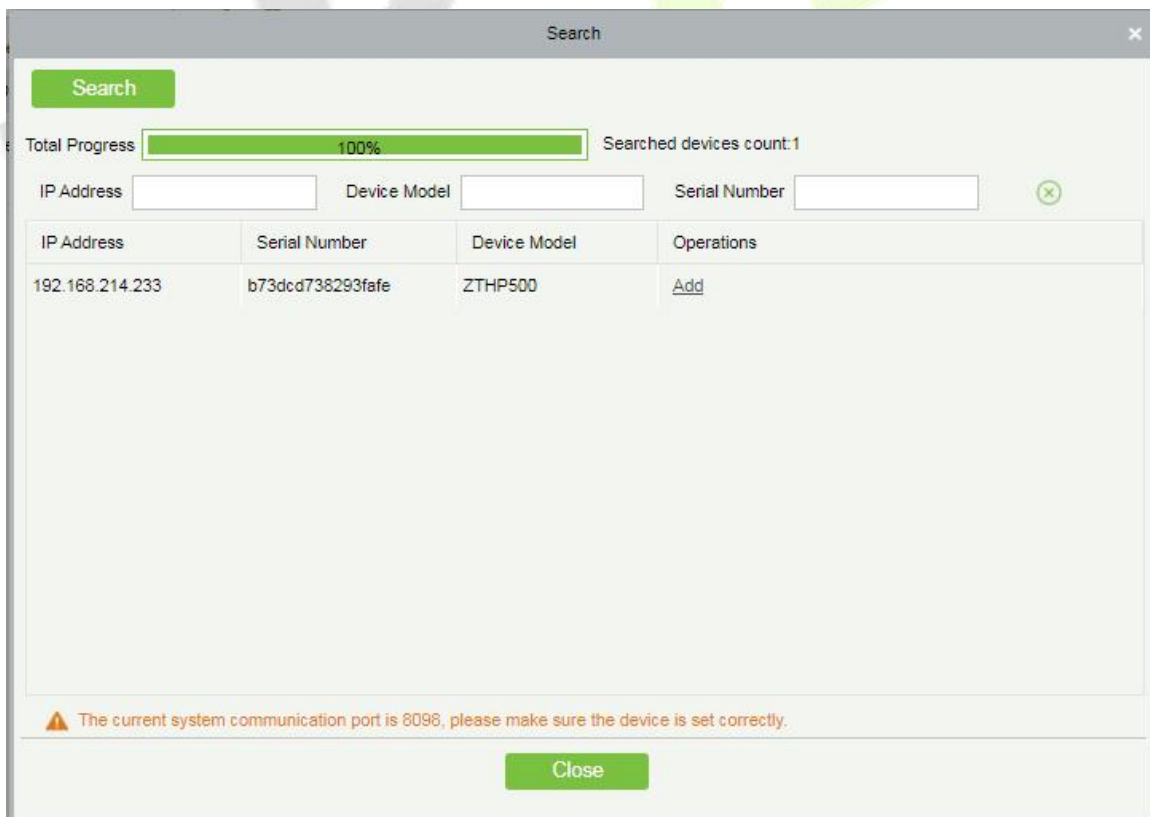 Search
Search
Total Progress 100% Searched devices count:1
IP Address Device Model Serial Number
IP Address Serial Number Device Model Operations
192.168.214.233 b73dcd738293fafe ZTHP500 Add
The current system communication port is 8098, please make sure the device is set correctly.
Close